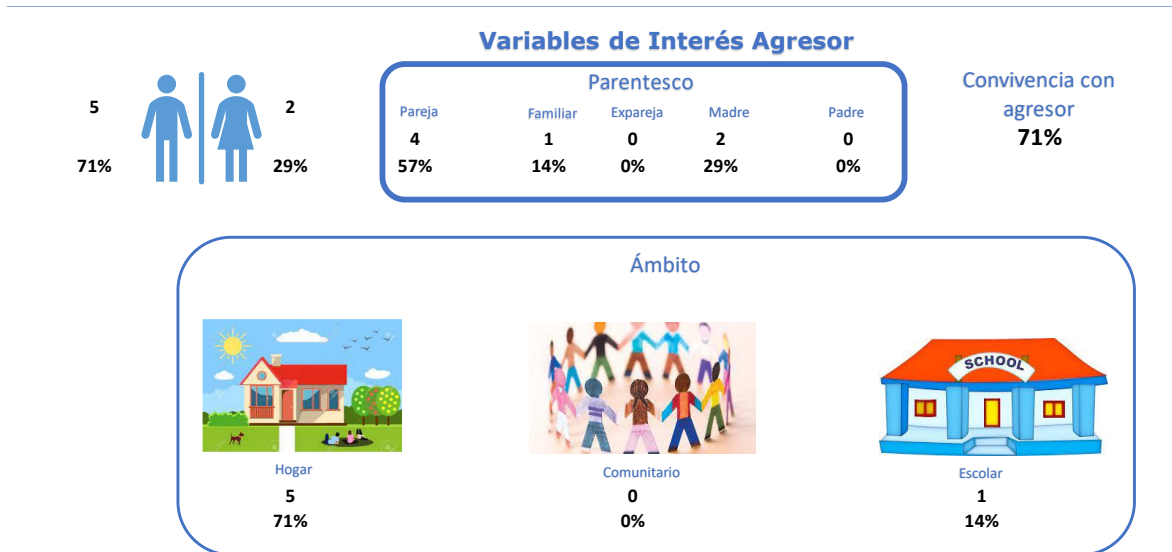 Variables de Interés Agresor
5
71%
2
29%
Parentesco
Pareja Familiar Expareja Madre Padre
4 1 0 2 0
57% 14% 0% 29% 0%
Convivencia con
agresor
71%
Ámbito
SCHOOL
Hogar Comunitario Escolar
5 0 1
71% 0% 14%